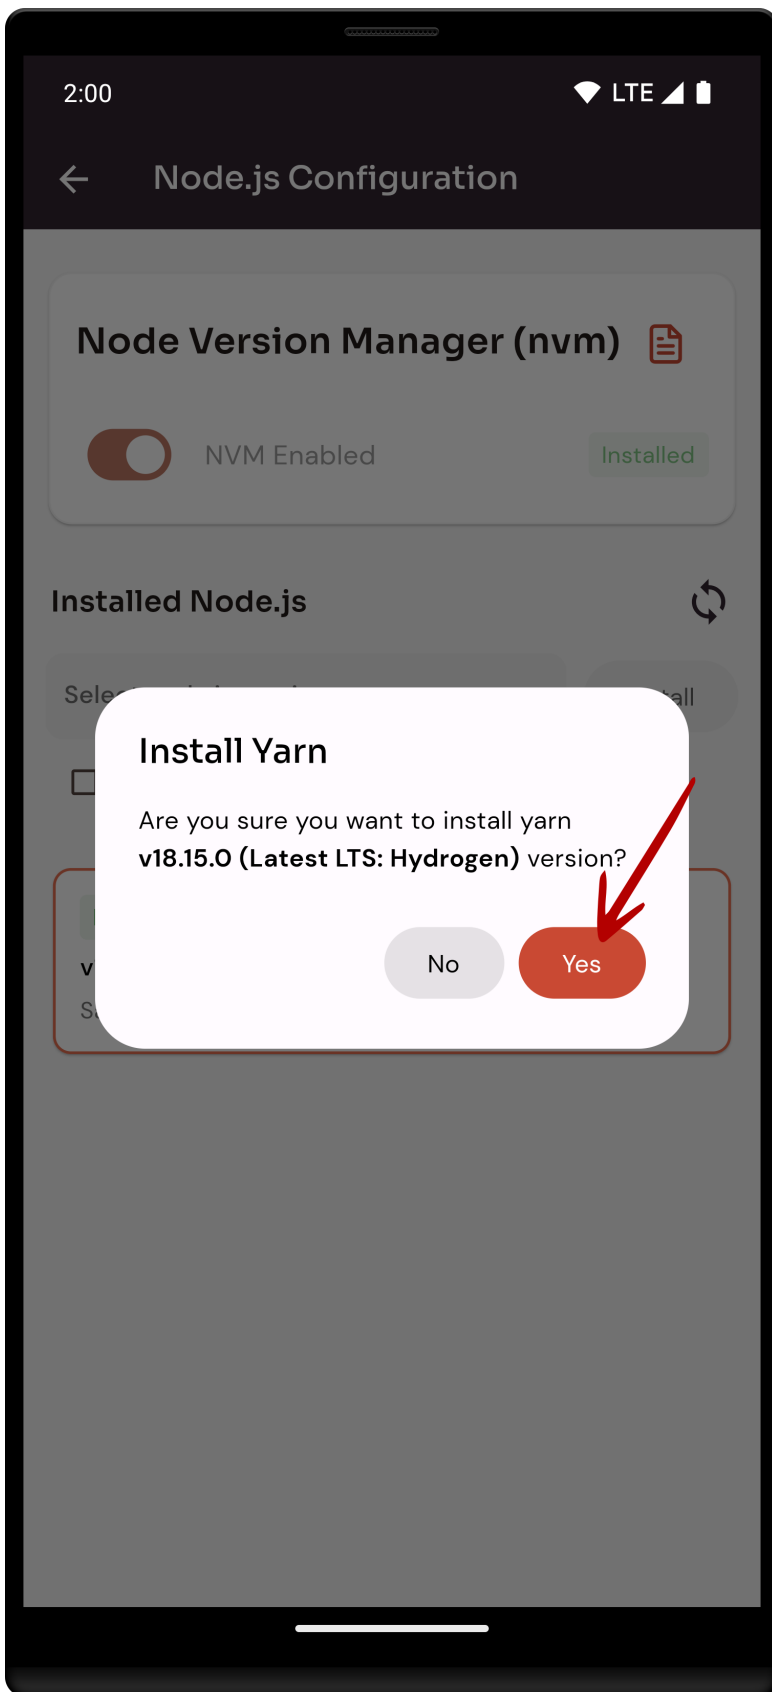 2:00
LTE
Node.js Configuration
Node Version Manager (nvm)
NVM Enabled
Installed
Installed Node.js
Install Yarn
Are you sure you want to install yarn
v18.15.0 (Latest LTS: Hydrogen) version?
No
Yes